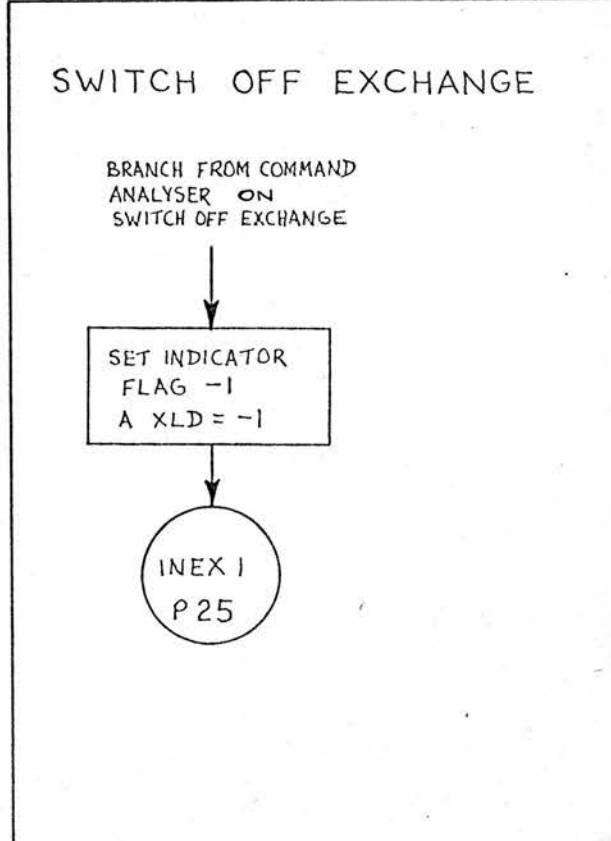 SWITCH OFF EXCHANGE
BRANCH FROM COMMAND
ANALYSER ON
SWITCH OFF EXCHANGE
SET INDICATOR
FLAG -1
A XLD = -1
INEX 1
P 25